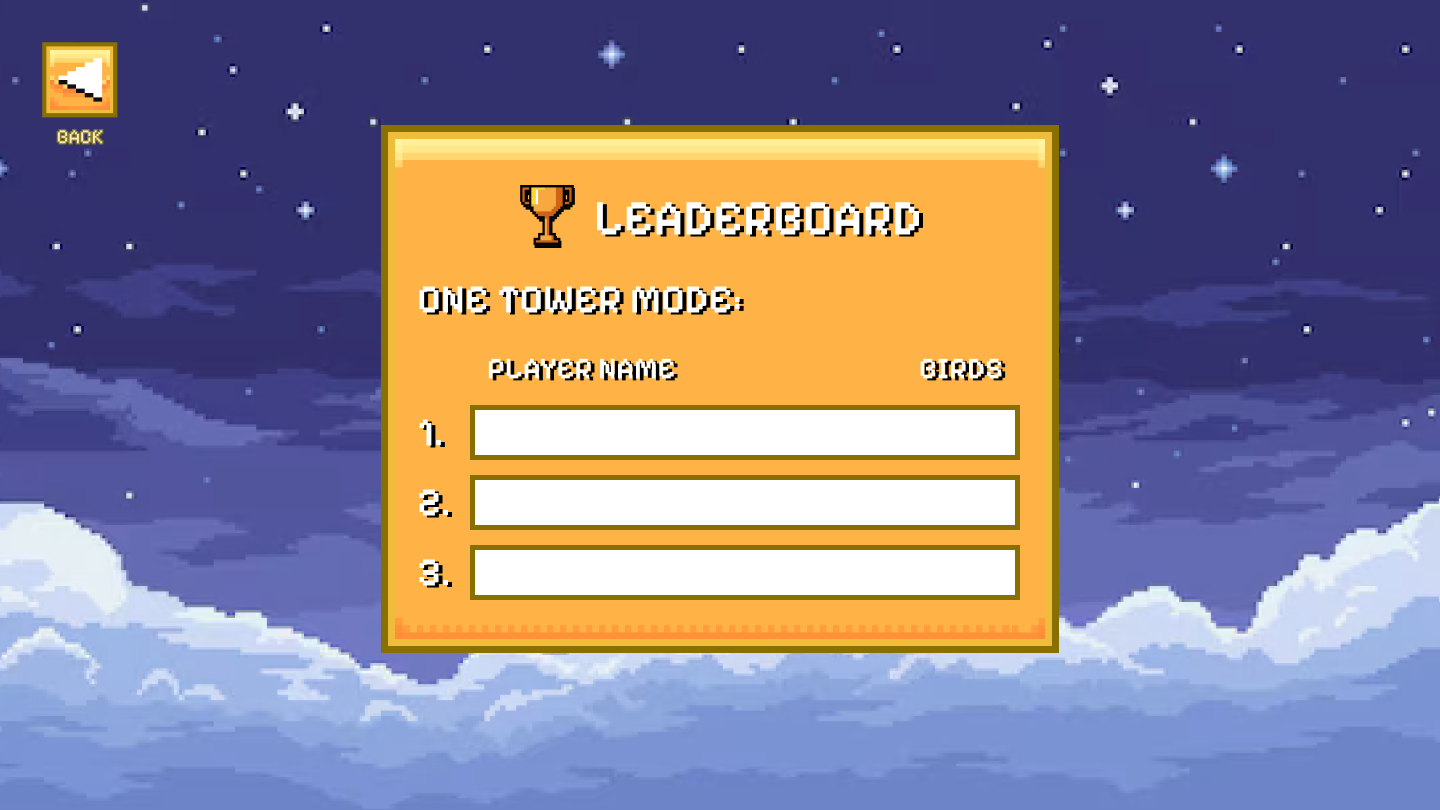 BACK
LEADERBOARD
ONE TOWER MODE:
PLAYER NAME BIRDS
1.
2.
3.